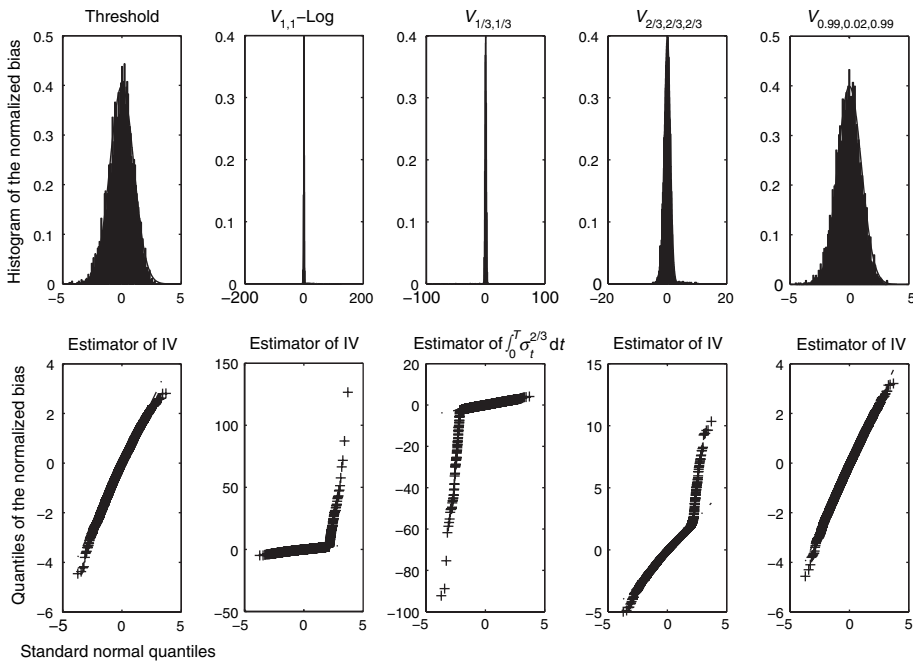 Threshold
V1,1–Log
V1/3,1/3
V2/3,2/3,2/3
V0.99,0.02,0.99
Histogram of the normalized bias
0.5
0.4
0.3
0.2
0.1
0
−5 0 5
0.4
0.3
0.2
0.1
0
−200 0 200
0.4
0.3
0.2
0.1
0
−100 0 100
0.4
0.3
0.2
0.1
0
−20 0 20
0.5
0.4
0.3
0.2
0.1
0
−5 0 5
Estimator of IV
Estimator of IV
Estimator of ∫₀ᵀ σₜ^2/3 dt
Estimator of IV
Estimator of IV
Quantiles of the normalized bias
4
2
0
−2
−4
−6
−5 0 5
150
100
50
0
−50
−5 0 5
20
0
−20
−40
−60
−80
−100
−5 0 5
15
10
5
0
−5
−5 0 5
4
2
0
−2
−4
−6
−5 0 5
Standard normal quantiles